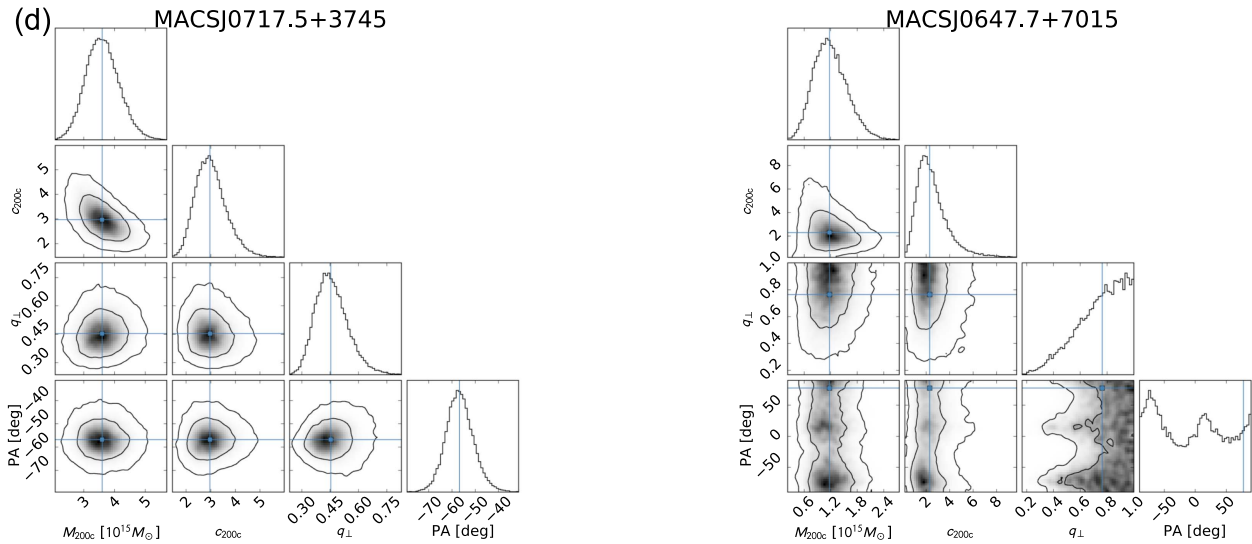 (d) MACSJ0717.5+3745 MACSJ0647.7+7015
c₂₀₀c 5 4 3 2
c₂₀₀c 8 6 4 2 0
q⊥ 0.75 0.60 0.45 0.30
q⊥ 1.0 0.8 0.6 0.4 0.2
PA [deg] −40 −50 −60 −70
PA [deg] 50 0 −50
3 4 5 2 3 4 5 0.30 0.45 0.60 0.75 −70 −60 −50 −40
0.6 1.2 1.8 2.4 2 4 6 8 0.2 0.4 0.6 0.8 1.0 −50 0 50
M₂₀₀c [10¹⁵M⊙] c₂₀₀c q⊥ PA [deg]
M₂₀₀c [10¹⁵M⊙] c₂₀₀c q⊥ PA [deg]